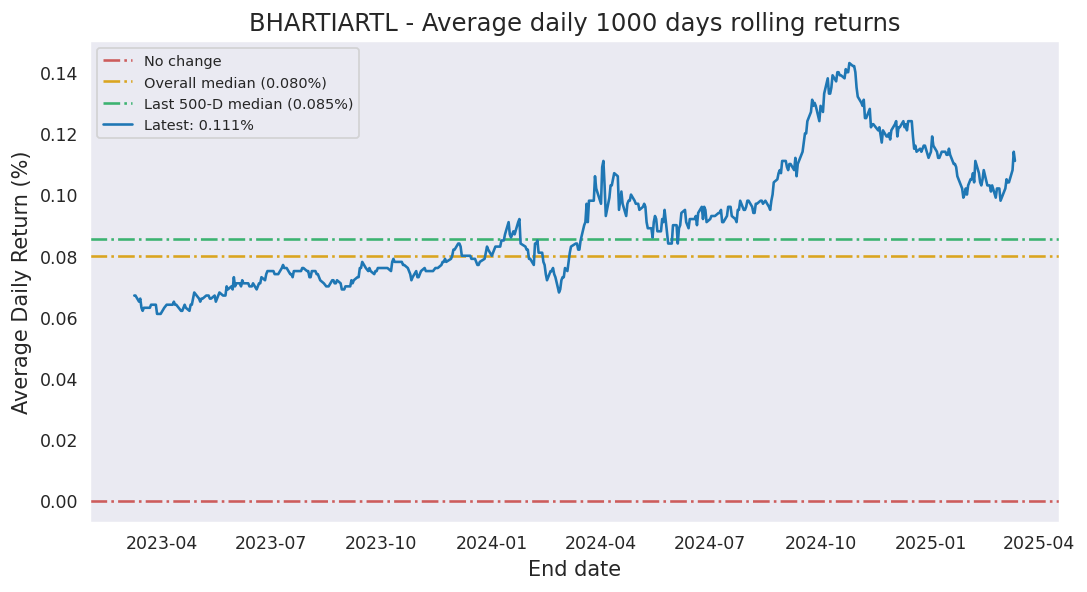 BHARTIARTL - Average daily 1000 days rolling returns
No change
Overall median (0.080%)
Last 500-D median (0.085%)
Latest: 0.111%
Average Daily Return (%)
0.14
0.12
0.10
0.08
0.06
0.04
0.02
0.00
2023-04 2023-07 2023-10 2024-01 2024-04 2024-07 2024-10 2025-01 2025-04
End date